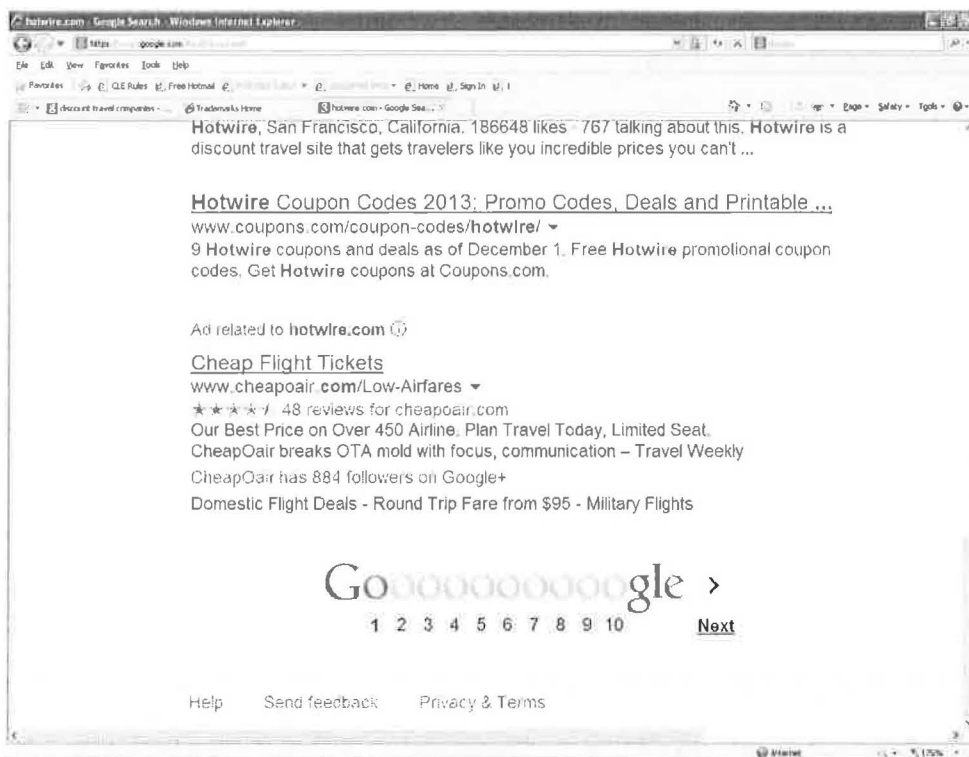 hotwire.com - Google Search - Windows Internet Explorer
https google.com
File Edit View Favorites Tools Help
Favorites CLE Rules Free Hotmail Home Sign In
discount travel companies - ... Trademarks Home hotwire.com - Google Sea... Page Safety Tools
Hotwire, San Francisco, California. 186648 likes · 767 talking about this. Hotwire is a
discount travel site that gets travelers like you incredible prices you can't ...
Hotwire Coupon Codes 2013: Promo Codes, Deals and Printable ...
www.coupons.com/coupon-codes/hotwire/
9 Hotwire coupons and deals as of December 1. Free Hotwire promotional coupon
codes. Get Hotwire coupons at Coupons.com.
Ad related to hotwire.com
Cheap Flight Tickets
www.cheapoair.com/Low-Airfares
48 reviews for cheapoair.com
Our Best Price on Over 450 Airline. Plan Travel Today, Limited Seat.
CheapOair breaks OTA mold with focus, communication – Travel Weekly
CheapOair has 884 followers on Google+
Domestic Flight Deals - Round Trip Fare from $95 - Military Flights
Goooooooooogle >
1 2 3 4 5 6 7 8 9 10 Next
Help Send feedback Privacy & Terms
Internet 175%